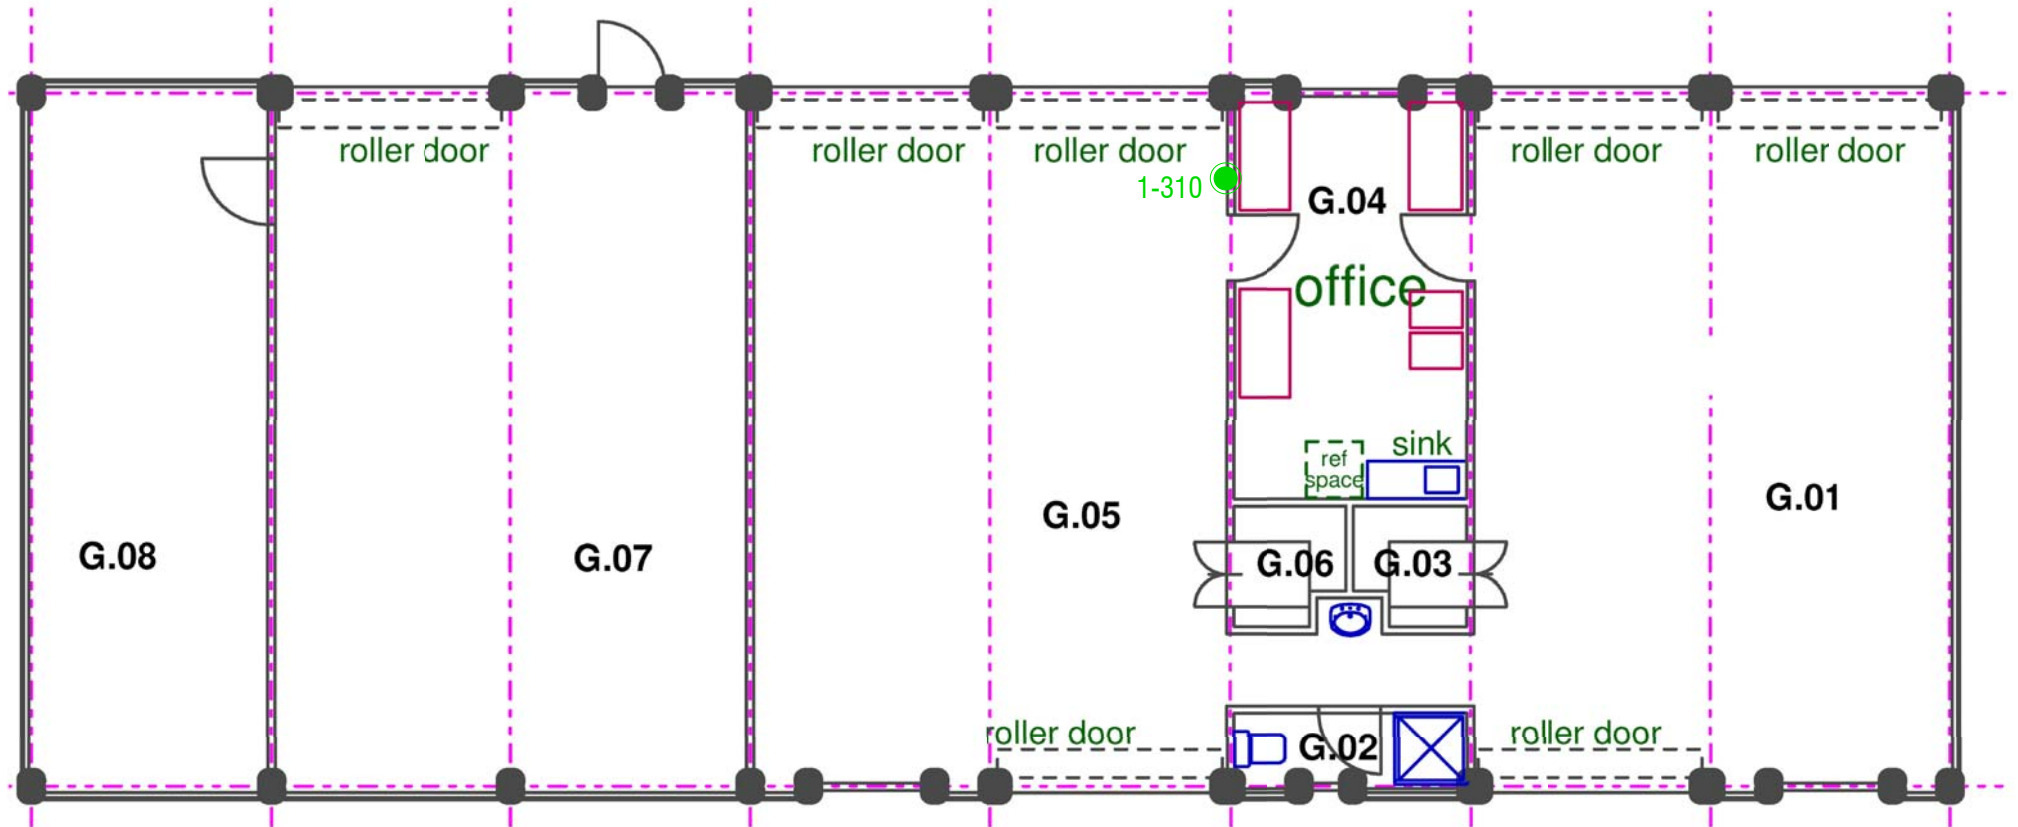 roller door
roller door
roller door
roller door
roller door
1-310
G.04
office
sink
ref
space
G.05
G.01
G.08
G.07
G.06
G.03
roller door
roller door
G.02